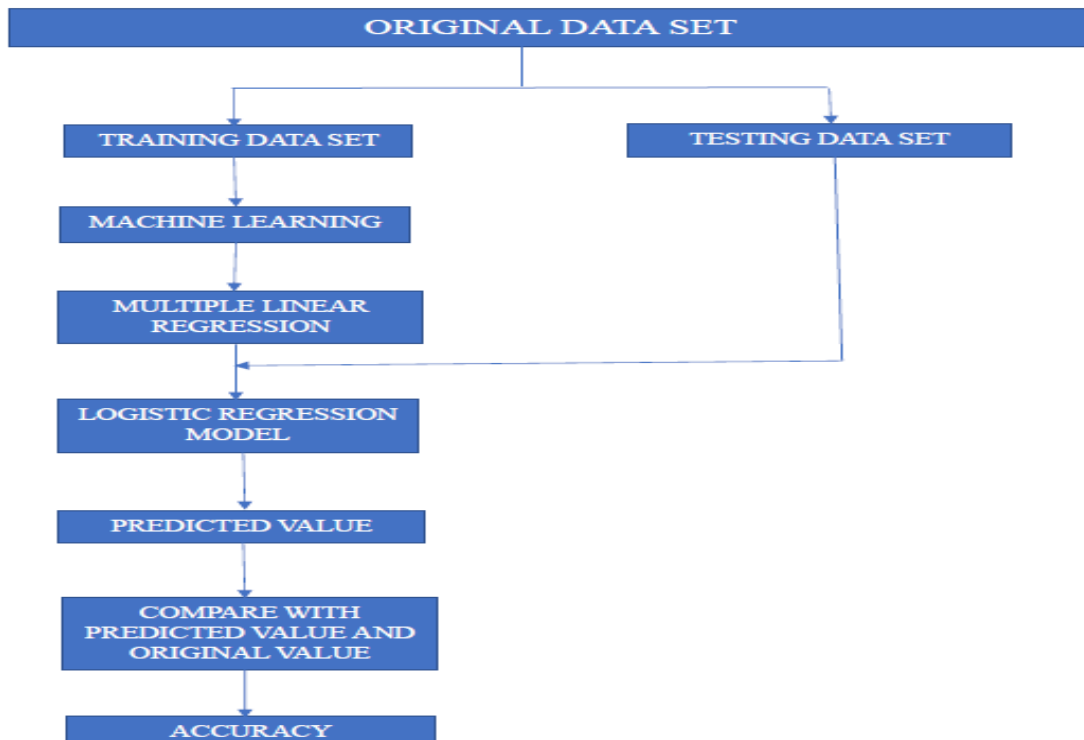 ORIGINAL DATA SET
TRAINING DATA SET
TESTING DATA SET
MACHINE LEARNING
MULTIPLE LINEAR
REGRESSION
LOGISTIC REGRESSION
MODEL
PREDICTED VALUE
COMPARE WITH
PREDICTED VALUE AND
ORIGINAL VALUE
ACCURACY